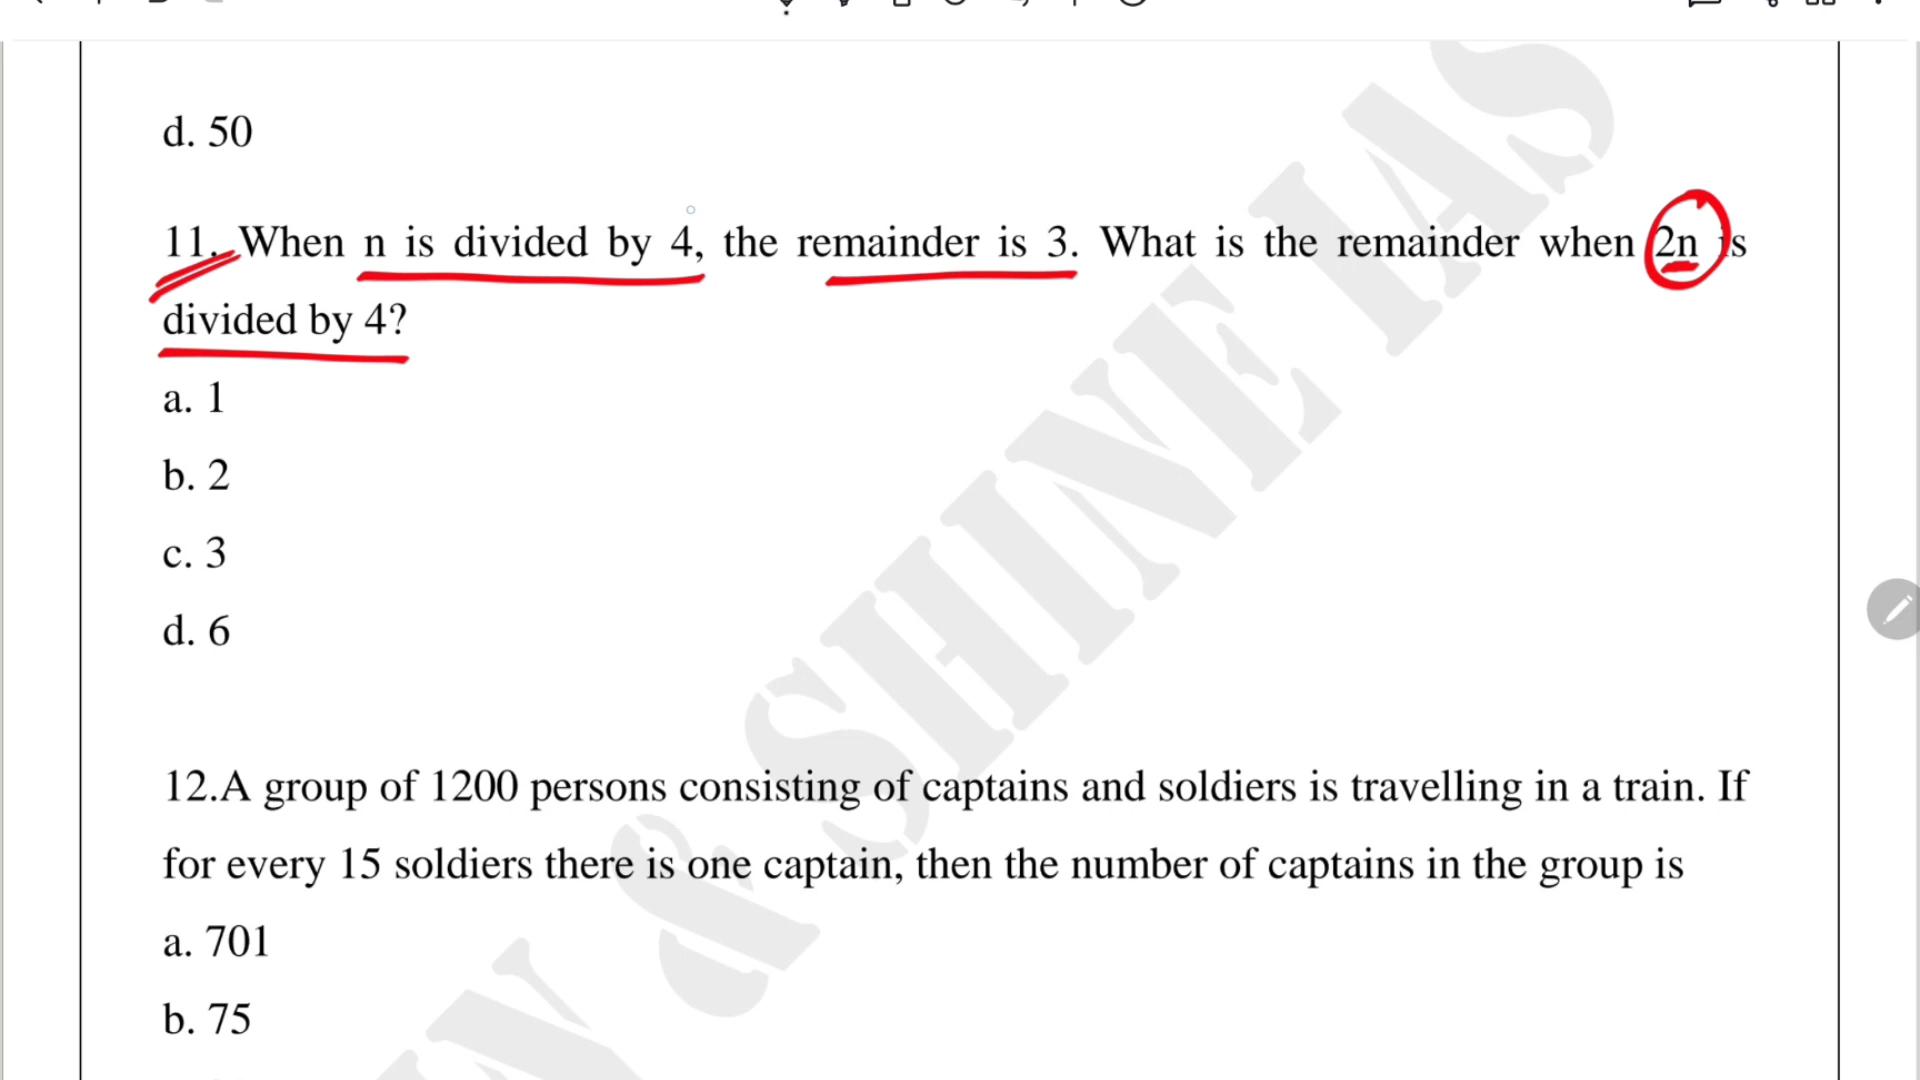 d. 50
11. When n is divided by 4, the remainder is 3. What is the remainder when 2n is
divided by 4?
a. 1
b. 2
c. 3
d. 6
12.A group of 1200 persons consisting of captains and soldiers is travelling in a train. If
for every 15 soldiers there is one captain, then the number of captains in the group is
a. 701
b. 75
& SHINE IAS